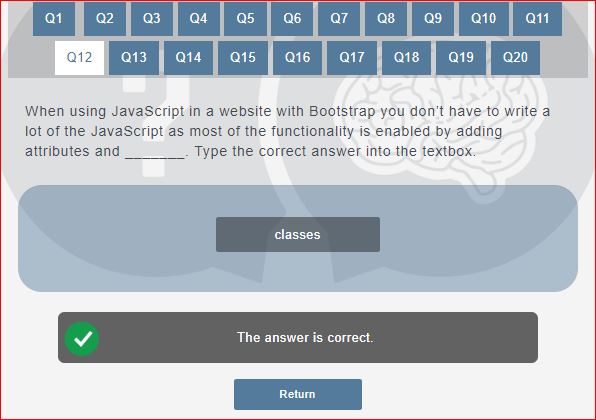 Q1 Q2 Q3 Q4 Q5 Q6 Q7 Q8 Q9 Q10 Q11
Q12 Q13 Q14 Q15 Q16 Q17 Q18 Q19 Q20
When using JavaScript in a website with Bootstrap you don’t have to write a
lot of the JavaScript as most of the functionality is enabled by adding
attributes and _______. Type the correct answer into the textbox.
classes
The answer is correct.
Return